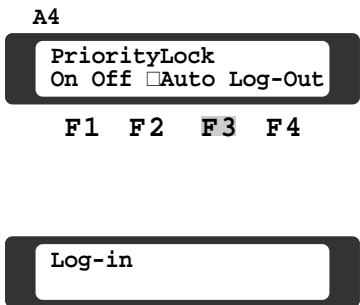 A4
PriorityLock
On Off □Auto Log-Out
F1 F2 F3 F4
Log-in